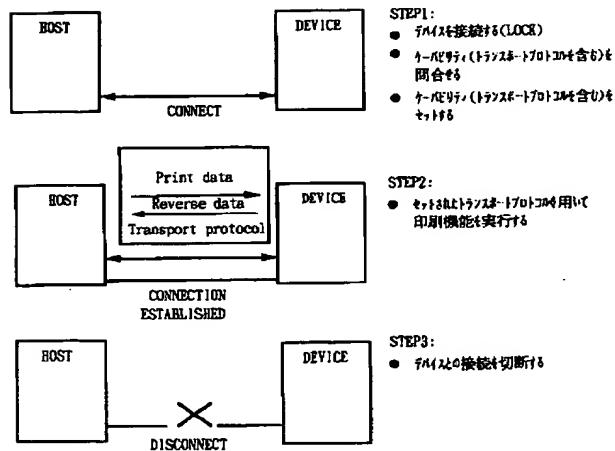 HOST
DEVICE
CONNECT
STEP1:
● デバイスを接続する(LOCK)
● ケーパビリティ(トランスポートプロトコルを含む)を
問合せる
● ケーパビリティ(トランスポートプロトコルを含む)を
セットする
HOST
Print data
Reverse data
Transport protocol
DEVICE
CONNECTION
ESTABLISHED
STEP2:
● セットされたトランスポートプロトコルを用いて
印刷機能を実行する
HOST
DEVICE
DISCONNECT
STEP3:
● デバイスとの接続を切断する